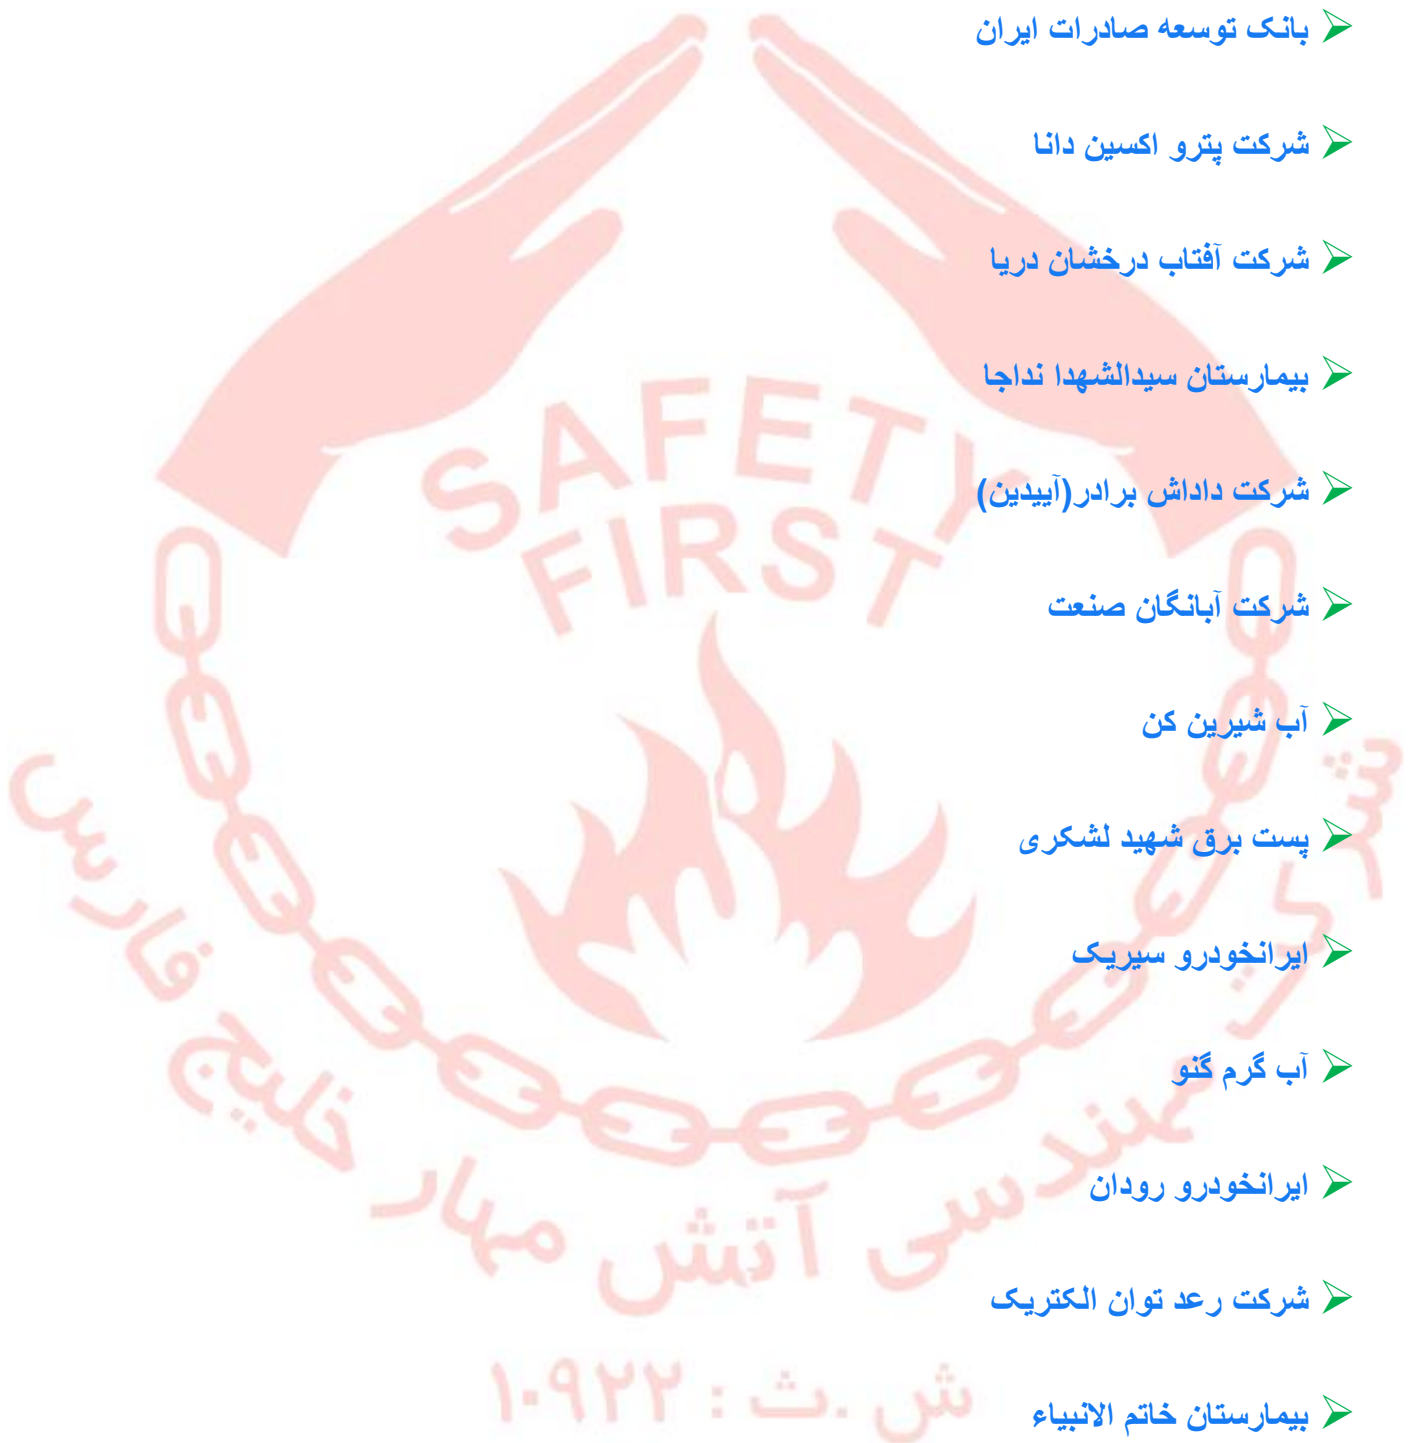 بانک توسعه صادرات ایران
شرکت پترو اکسین دانا
شرکت آفتاب درخشان دریا
بیمارستان سیدالشهدا نداجا
شرکت داداش برادر(آییدین)
شرکت آبانگان صنعت
آب شیرین کن
پست برق شهید لشکری
ایرانخودرو سیریک
آب گرم گنو
ایرانخودرو رودان
شرکت رعد توان الکتریک
بیمارستان خاتم الانبیاء
SAFETY
FIRST
شرکت مهندسی آتش مهار خلیج فارس
ش .ث : ۱۰۹۲۲